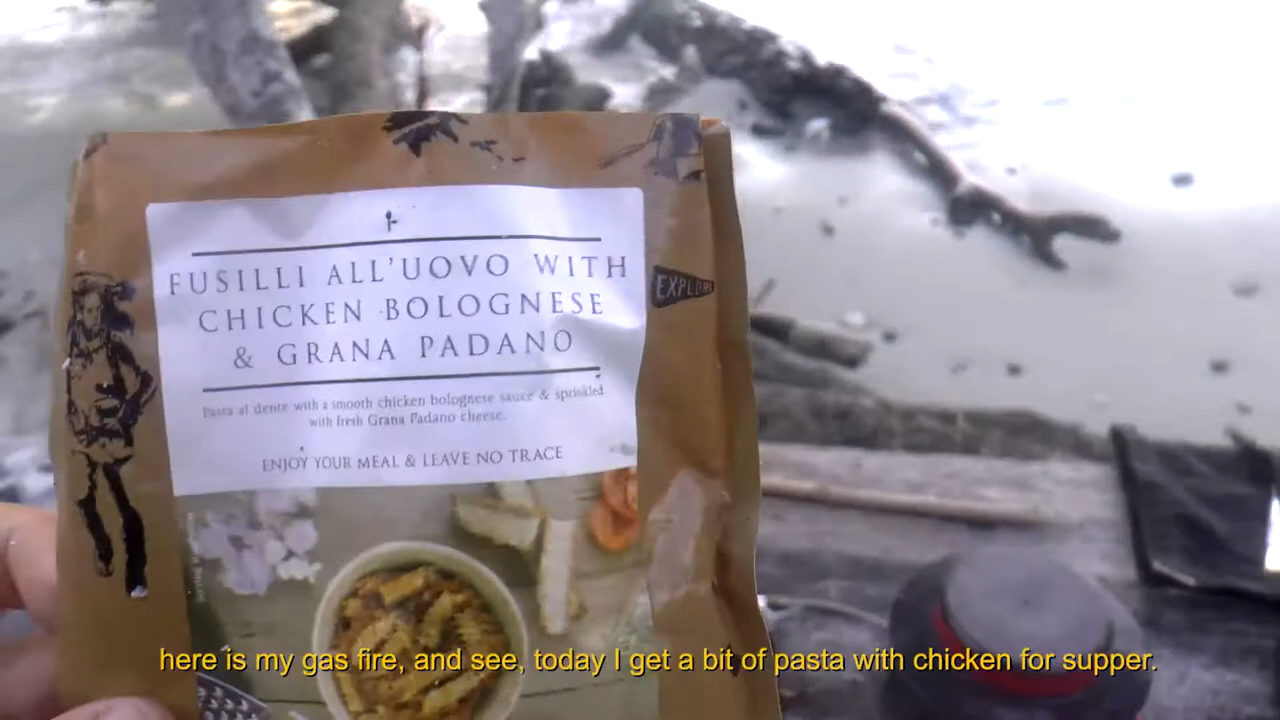 FUSILLI ALL'UOVO WITH
CHICKEN BOLOGNESE
& GRANA PADANO
EXPLORE
Pasta al dente with a smooth chicken bolognese sauce & sprinkled
with fresh Grana Padano cheese.
ENJOY YOUR MEAL & LEAVE NO TRACE
here is my gas fire, and see, today I get a bit of pasta with chicken for supper.